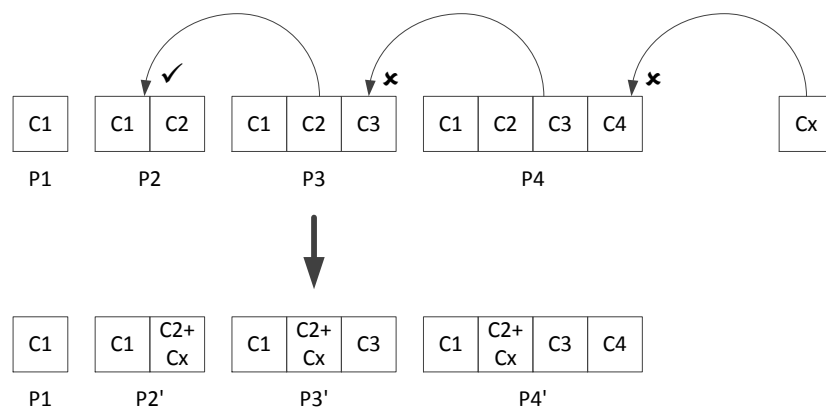 ✓ ✘ ✘
C1 C1 C2 C1 C2 C3 C1 C2 C3 C4 Cx
P1 P2 P3 P4
C1 C1 C2+ Cx C1 C2+ Cx C3 C1 C2+ Cx C3 C4
P1 P2' P3' P4'